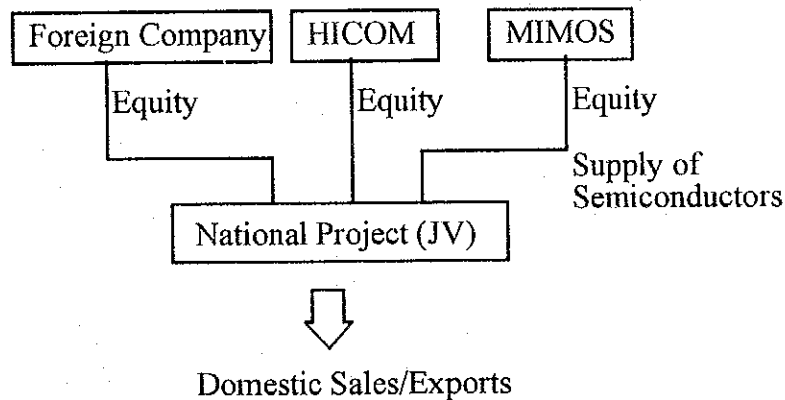 Foreign Company
HICOM
MIMOS
Equity
Equity
Equity
Supply of
Semiconductors
National Project (JV)
Domestic Sales/Exports